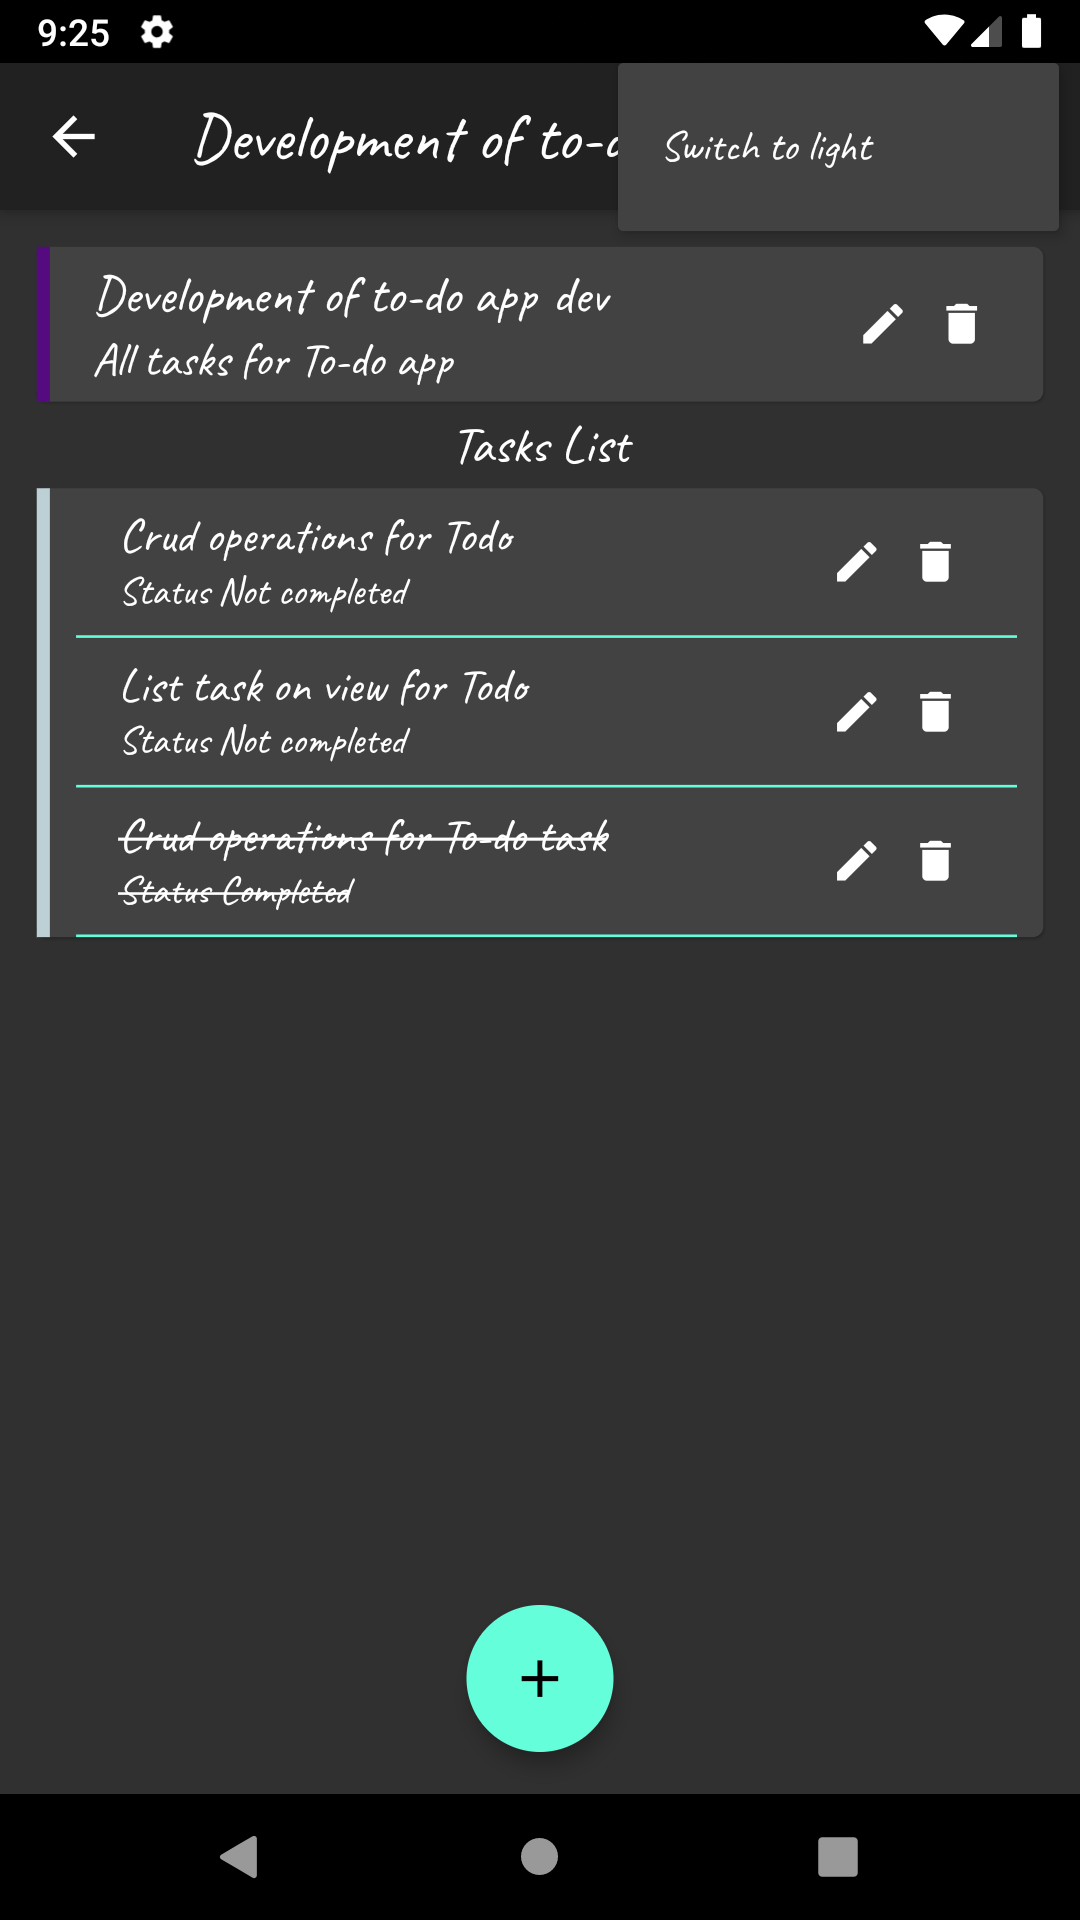 9:25
Development of to-d
Switch to light
Development of to-do app dev
All tasks for To-do app
Tasks List
Crud operations for Todo
Status Not completed
List task on view for Todo
Status Not completed
Crud operations for To-do task
Status Completed